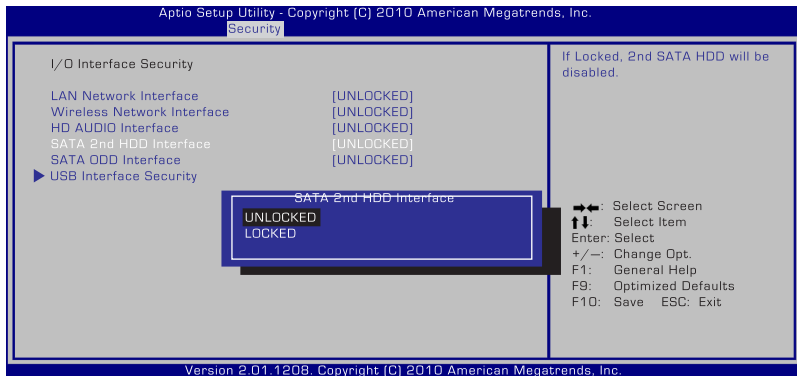 Aptio Setup Utility - Copyright (C) 2010 American Megatrends, Inc.
Security
I/O Interface Security
LAN Network Interface [UNLOCKED]
Wireless Network Interface [UNLOCKED]
HD AUDIO Interface [UNLOCKED]
SATA 2nd HDD Interface [UNLOCKED]
SATA ODD Interface [UNLOCKED]
USB Interface Security
SATA 2nd HDD Interface
UNLOCKED
LOCKED
If Locked, 2nd SATA HDD will be
disabled.
→←: Select Screen
↑↓: Select Item
Enter: Select
+/—: Change Opt.
F1: General Help
F9: Optimized Defaults
F10: Save ESC: Exit
Version 2.01.1208. Copyright (C) 2010 American Megatrends, Inc.